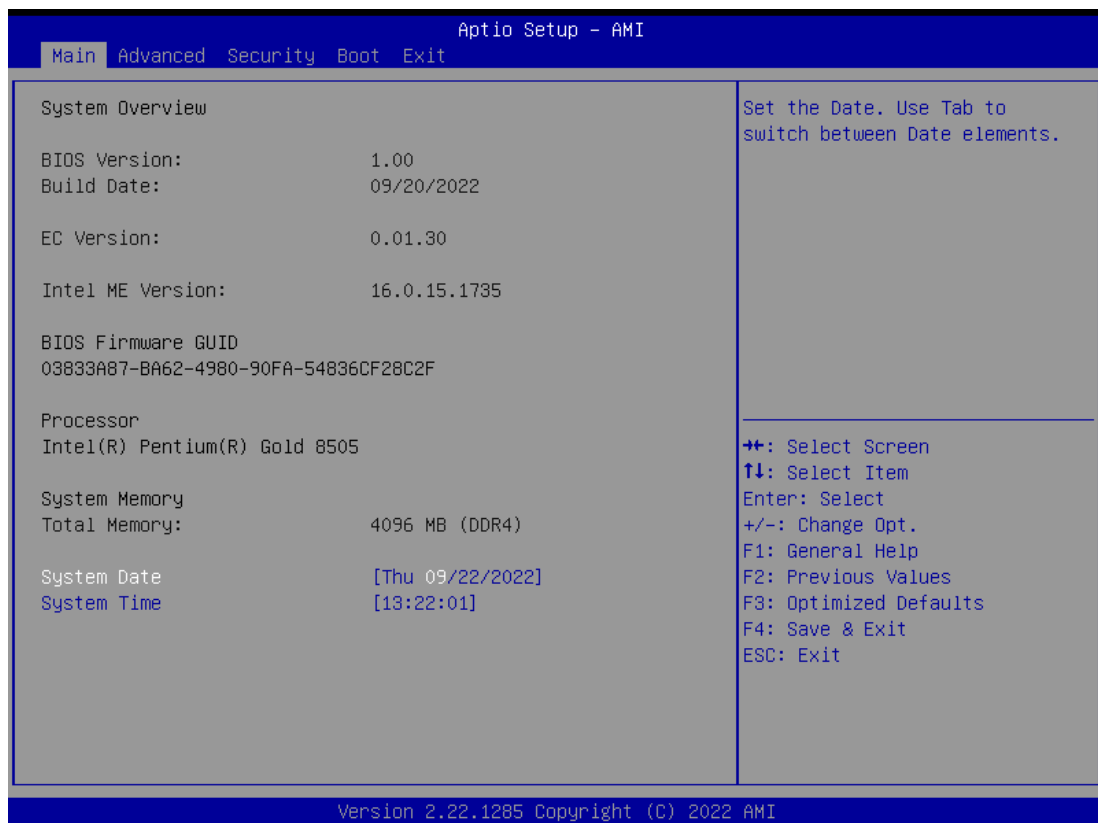 Aptio Setup – AMI
Main Advanced Security Boot Exit
System Overview
BIOS Version: 1.00
Build Date: 09/20/2022
EC Version: 0.01.30
Intel ME Version: 16.0.15.1735
BIOS Firmware GUID
03833A87-BA62-4980-90FA-54836CF28C2F
Processor
Intel(R) Pentium(R) Gold 8505
System Memory
Total Memory: 4096 MB (DDR4)
System Date [Thu 09/22/2022]
System Time [13:22:01]
Set the Date. Use Tab to
switch between Date elements.
→←: Select Screen
↑↓: Select Item
Enter: Select
+/-: Change Opt.
F1: General Help
F2: Previous Values
F3: Optimized Defaults
F4: Save & Exit
ESC: Exit
Version 2.22.1285 Copyright (C) 2022 AMI